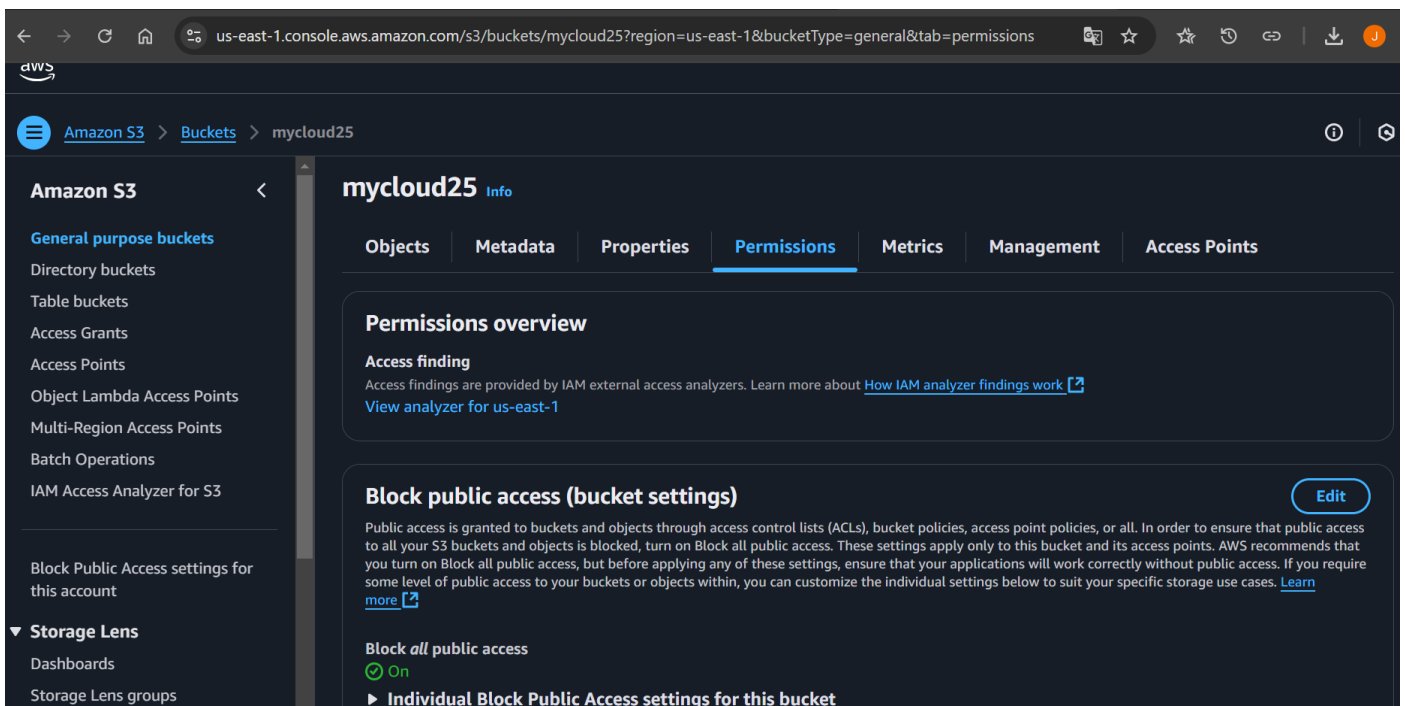 us-east-1.console.aws.amazon.com/s3/buckets/mycloud25?region=us-east-1&bucketType=general&tab=permissions
J
aws
Amazon S3 > Buckets > mycloud25
Amazon S3
General purpose buckets
Directory buckets
Table buckets
Access Grants
Access Points
Object Lambda Access Points
Multi-Region Access Points
Batch Operations
IAM Access Analyzer for S3
Block Public Access settings for
this account
Storage Lens
Dashboards
Storage Lens groups
mycloud25 Info
Objects Metadata Properties Permissions Metrics Management Access Points
Permissions overview
Access finding
Access findings are provided by IAM external access analyzers. Learn more about How IAM analyzer findings work
View analyzer for us-east-1
Block public access (bucket settings)
Edit
Public access is granted to buckets and objects through access control lists (ACLs), bucket policies, access point policies, or all. In order to ensure that public access
to all your S3 buckets and objects is blocked, turn on Block all public access. These settings apply only to this bucket and its access points. AWS recommends that
you turn on Block all public access, but before applying any of these settings, ensure that your applications will work correctly without public access. If you require
some level of public access to your buckets or objects within, you can customize the individual settings below to suit your specific storage use cases. Learn
more
Block all public access
On
Individual Block Public Access settings for this bucket